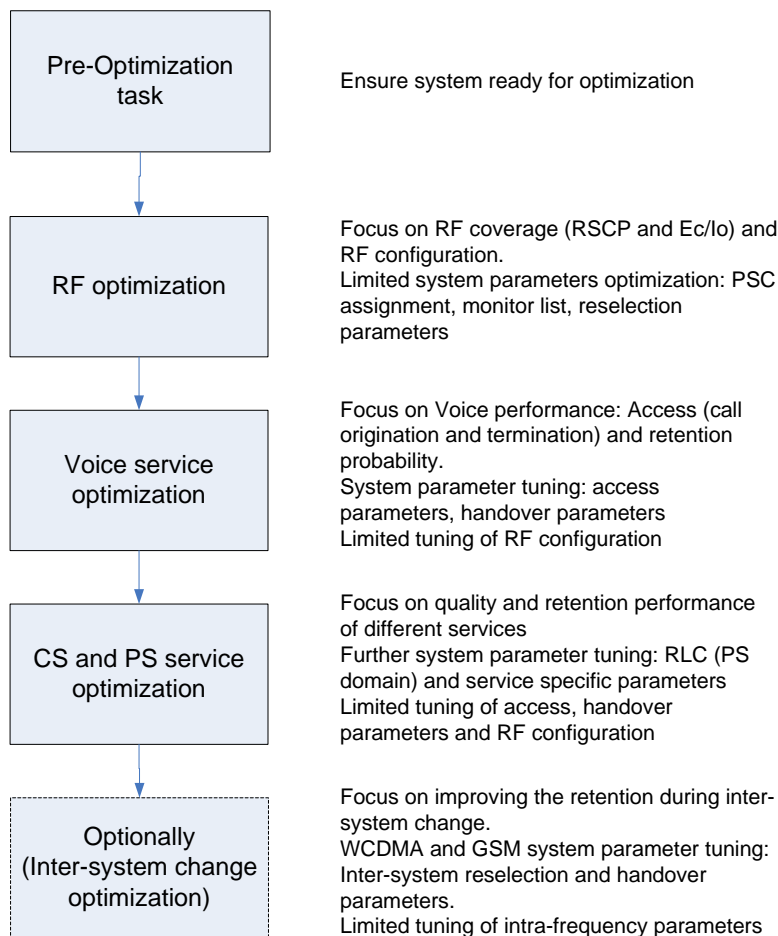 Pre-Optimization
task
Ensure system ready for optimization
RF optimization
Focus on RF coverage (RSCP and Ec/Io) and
RF configuration.
Limited system parameters optimization: PSC
assignment, monitor list, reselection
parameters
Voice service
optimization
Focus on Voice performance: Access (call
origination and termination) and retention
probability.
System parameter tuning: access
parameters, handover parameters
Limited tuning of RF configuration
CS and PS service
optimization
Focus on quality and retention performance
of different services
Further system parameter tuning: RLC (PS
domain) and service specific parameters
Limited tuning of access, handover
parameters and RF configuration
Optionally
(Inter-system change
optimization)
Focus on improving the retention during inter-
system change.
WCDMA and GSM system parameter tuning:
Inter-system reselection and handover
parameters.
Limited tuning of intra-frequency parameters